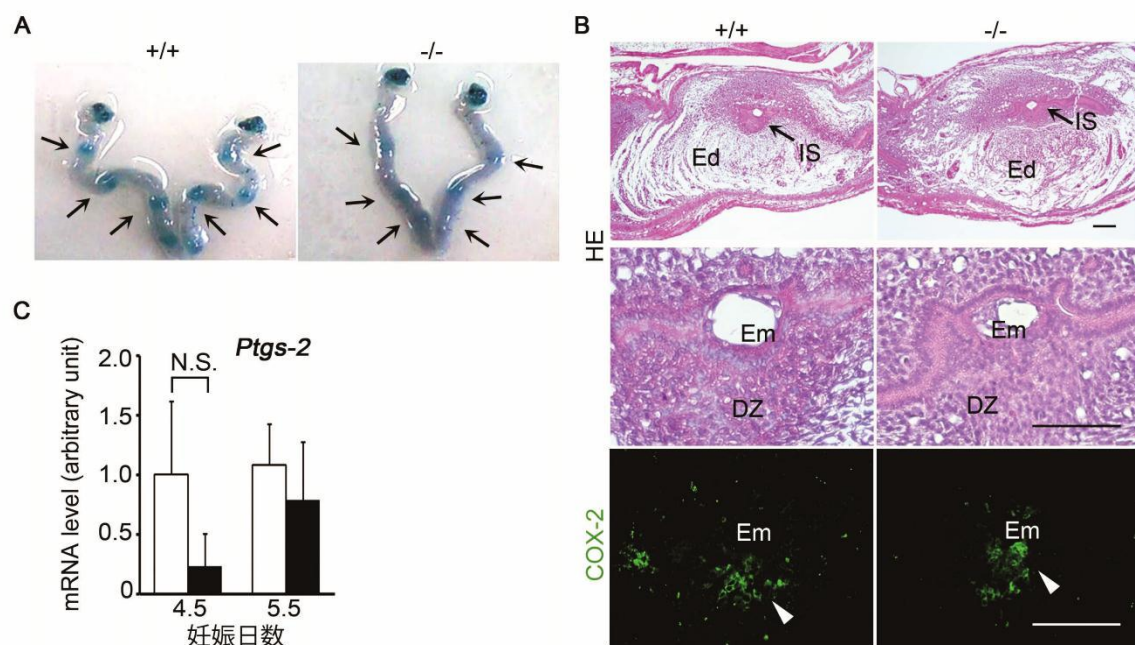 A
+/+
-/-
B
+/+
-/-
IS
Ed
IS
Ed
HE
Em
DZ
Em
DZ
COX-2
Em
Em
C
Ptgs-2
N.S.
mRNA level (arbitrary unit)
2.0
1.5
1.0
0.5
0
4.5
5.5
妊娠日数